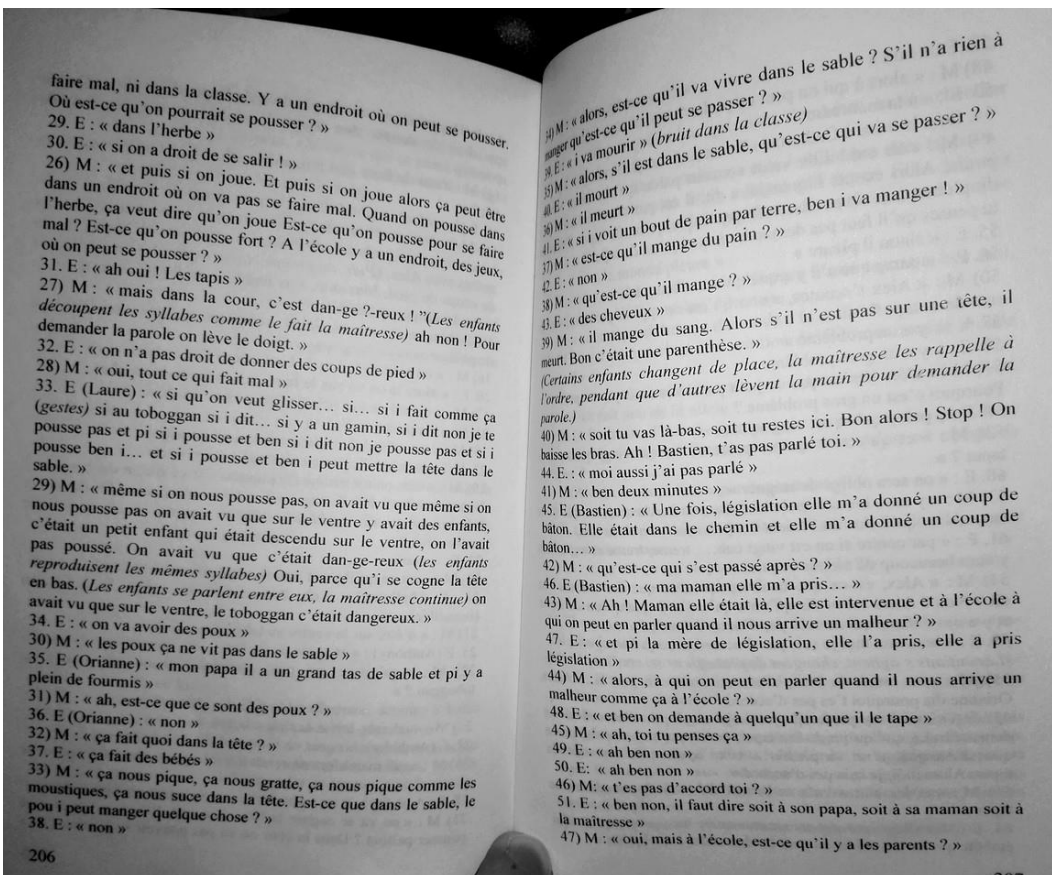 faire mal, ni dans la classe. Y a un endroit où on peut se pousser.
Où est-ce qu'on pourrait se pousser ? »
29. E : « dans l'herbe »
30. E : « si on a droit de se salir ! »
26) M : « et puis si on joue. Et puis si on joue alors ça peut être
dans un endroit où on va pas se faire mal. Quand on pousse dans
l'herbe, ça veut dire qu'on joue Est-ce qu'on pousse pour se faire
mal ? Est-ce qu'on pousse fort ? A l'école y a un endroit, des jeux,
où on peut se pousser ? »
31. E : « ah oui ! Les tapis »
27) M : « mais dans la cour, c'est dan-ge ?-reux ! "(Les enfants
découpent les syllabes comme le fait la maîtresse) ah non ! Pour
demander la parole on lève le doigt. »
32. E : « on n'a pas droit de donner des coups de pied »
28) M : « oui, tout ce qui fait mal »
33. E (Laure) : « si qu'on veut glisser… si… si i fait comme ça
(gestes) si au toboggan si i dit… si y a un gamin, si i dit non je te
pousse pas et pi si i pousse et ben si i dit non je pousse pas et si i
pousse ben i… et si i pousse et ben i peut mettre la tête dans le
sable. »
29) M : « même si on nous pousse pas, on avait vu que même si on
nous pousse pas on avait vu que sur le ventre y avait des enfants,
c'était un petit enfant qui était descendu sur le ventre, on l'avait
pas poussé. On avait vu que c'était dan-ge-reux (les enfants
reproduisent les mêmes syllabes) Oui, parce qu'i se cogne la tête
en bas. (Les enfants se parlent entre eux, la maîtresse continue) on
avait vu que sur le ventre, le toboggan c'était dangereux. »
34. E : « on va avoir des poux »
30) M : « les poux ça ne vit pas dans le sable »
35. E (Orianne) : « mon papa il a un grand tas de sable et pi y a
plein de fourmis »
31) M : « ah, est-ce que ce sont des poux ? »
36. E (Orianne) : « non »
32) M : « ça fait quoi dans la tête ? »
37. E : « ça fait des bébés »
33) M : « ça nous pique, ça nous gratte, ça nous pique comme les
moustiques, ça nous suce dans la tête. Est-ce que dans le sable, le
pou i peut manger quelque chose ? »
38. E : « non »
206
34) M : « alors, est-ce qu'il va vivre dans le sable ? S'il n'a rien à
manger qu'est-ce qu'il peut se passer ? »
39. E : « i va mourir » (bruit dans la classe)
35) M : « alors, s'il est dans le sable, qu'est-ce qui va se passer ? »
40. E : « il mourt »
36) M : « il meurt »
41. E : « si i voit un bout de pain par terre, ben i va manger ! »
37) M : « est-ce qu'il mange du pain ? »
42. E : « non »
38) M : « qu'est-ce qu'il mange ? »
43. E : « des cheveux »
39) M : « il mange du sang. Alors s'il n'est pas sur une tête, il
meurt. Bon c'était une parenthèse. »
(Certains enfants changent de place, la maîtresse les rappelle à
l'ordre, pendant que d'autres lèvent la main pour demander la
parole.)
40) M : « soit tu vas là-bas, soit tu restes ici. Bon alors ! Stop ! On
baisse les bras. Ah ! Bastien, t'as pas parlé toi. »
44. E. : « moi aussi j'ai pas parlé »
41) M : « ben deux minutes »
45. E (Bastien) : « Une fois, législation elle m'a donné un coup de
bâton. Elle était dans le chemin et elle m'a donné un coup de
bâton… »
42) M : « qu'est-ce qui s'est passé après ? »
46. E (Bastien) : « ma maman elle m'a pris… »
43) M : « Ah ! Maman elle était là, elle est intervenue et à l'école à
qui on peut en parler quand il nous arrive un malheur ? »
47. E : « et pi la mère de législation, elle l'a pris, elle a pris
législation »
44) M : « alors, à qui on peut en parler quand il nous arrive un
malheur comme ça à l'école ? »
48. E : « et ben on demande à quelqu'un que il le tape »
45) M : « ah, toi tu penses ça »
49. E : « ah ben non »
50. E: « ah ben non »
46) M: « t'es pas d'accord toi ? »
51. E : « ben non, il faut dire soit à son papa, soit à sa maman soit à
la maîtresse »
47) M : « oui, mais à l'école, est-ce qu'il y a les parents ? »